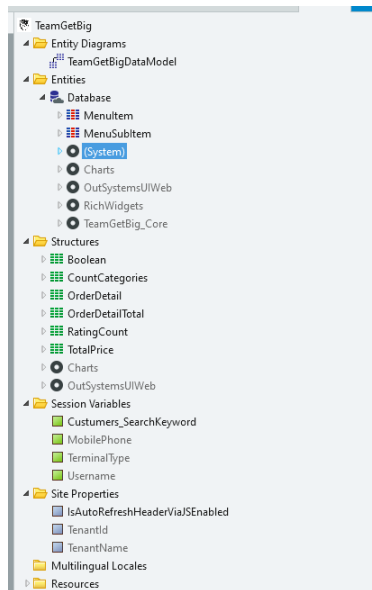 TeamGetBig
Entity Diagrams
TeamGetBigDataModel
Entities
Database
MenuItem
MenuSubItem
(System)
Charts
OutSystemsUIWeb
RichWidgets
TeamGetBig_Core
Structures
Boolean
CountCategories
OrderDetail
OrderDetailTotal
RatingCount
TotalPrice
Charts
OutSystemsUIWeb
Session Variables
Custumers_SearchKeyword
MobilePhone
TerminalType
Username
Site Properties
IsAutoRefreshHeaderViaJSEnabled
TenantId
TenantName
Multilingual Locales
Resources